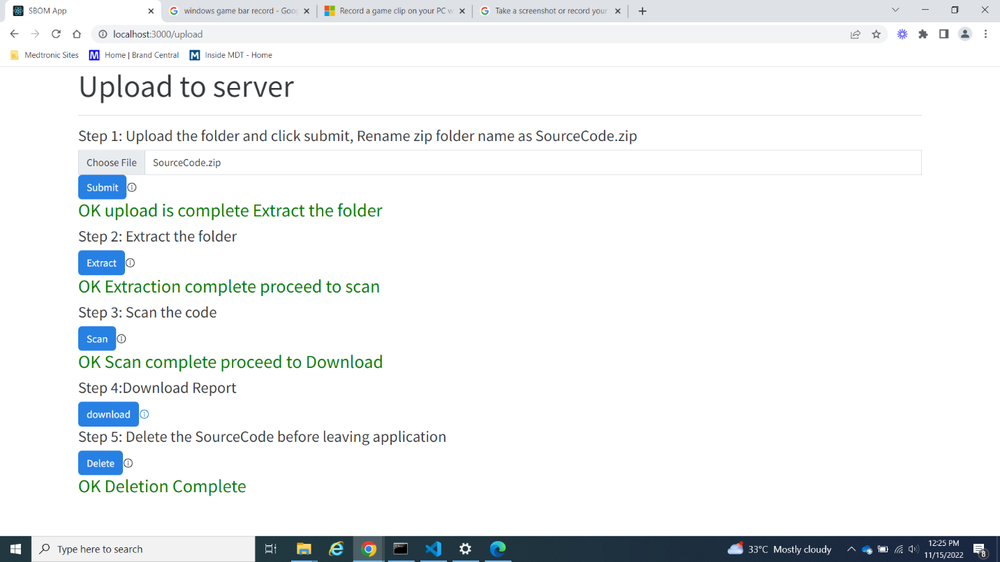 SBOM App
windows game bar record - Goo
Record a game clip on your PC w
Take a screenshot or record your
localhost:3000/upload
Medtronic Sites
M Home | Brand Central
M Inside MDT - Home
Upload to server
Step 1: Upload the folder and click submit, Rename zip folder name as SourceCode.zip
Choose File SourceCode.zip
Submit
OK upload is complete Extract the folder
Step 2: Extract the folder
Extract
OK Extraction complete proceed to scan
Step 3: Scan the code
Scan
OK Scan complete proceed to Download
Step 4:Download Report
download
Step 5: Delete the SourceCode before leaving application
Delete
OK Deletion Complete
Type here to search
33°C Mostly cloudy
12:25 PM
11/15/2022
8